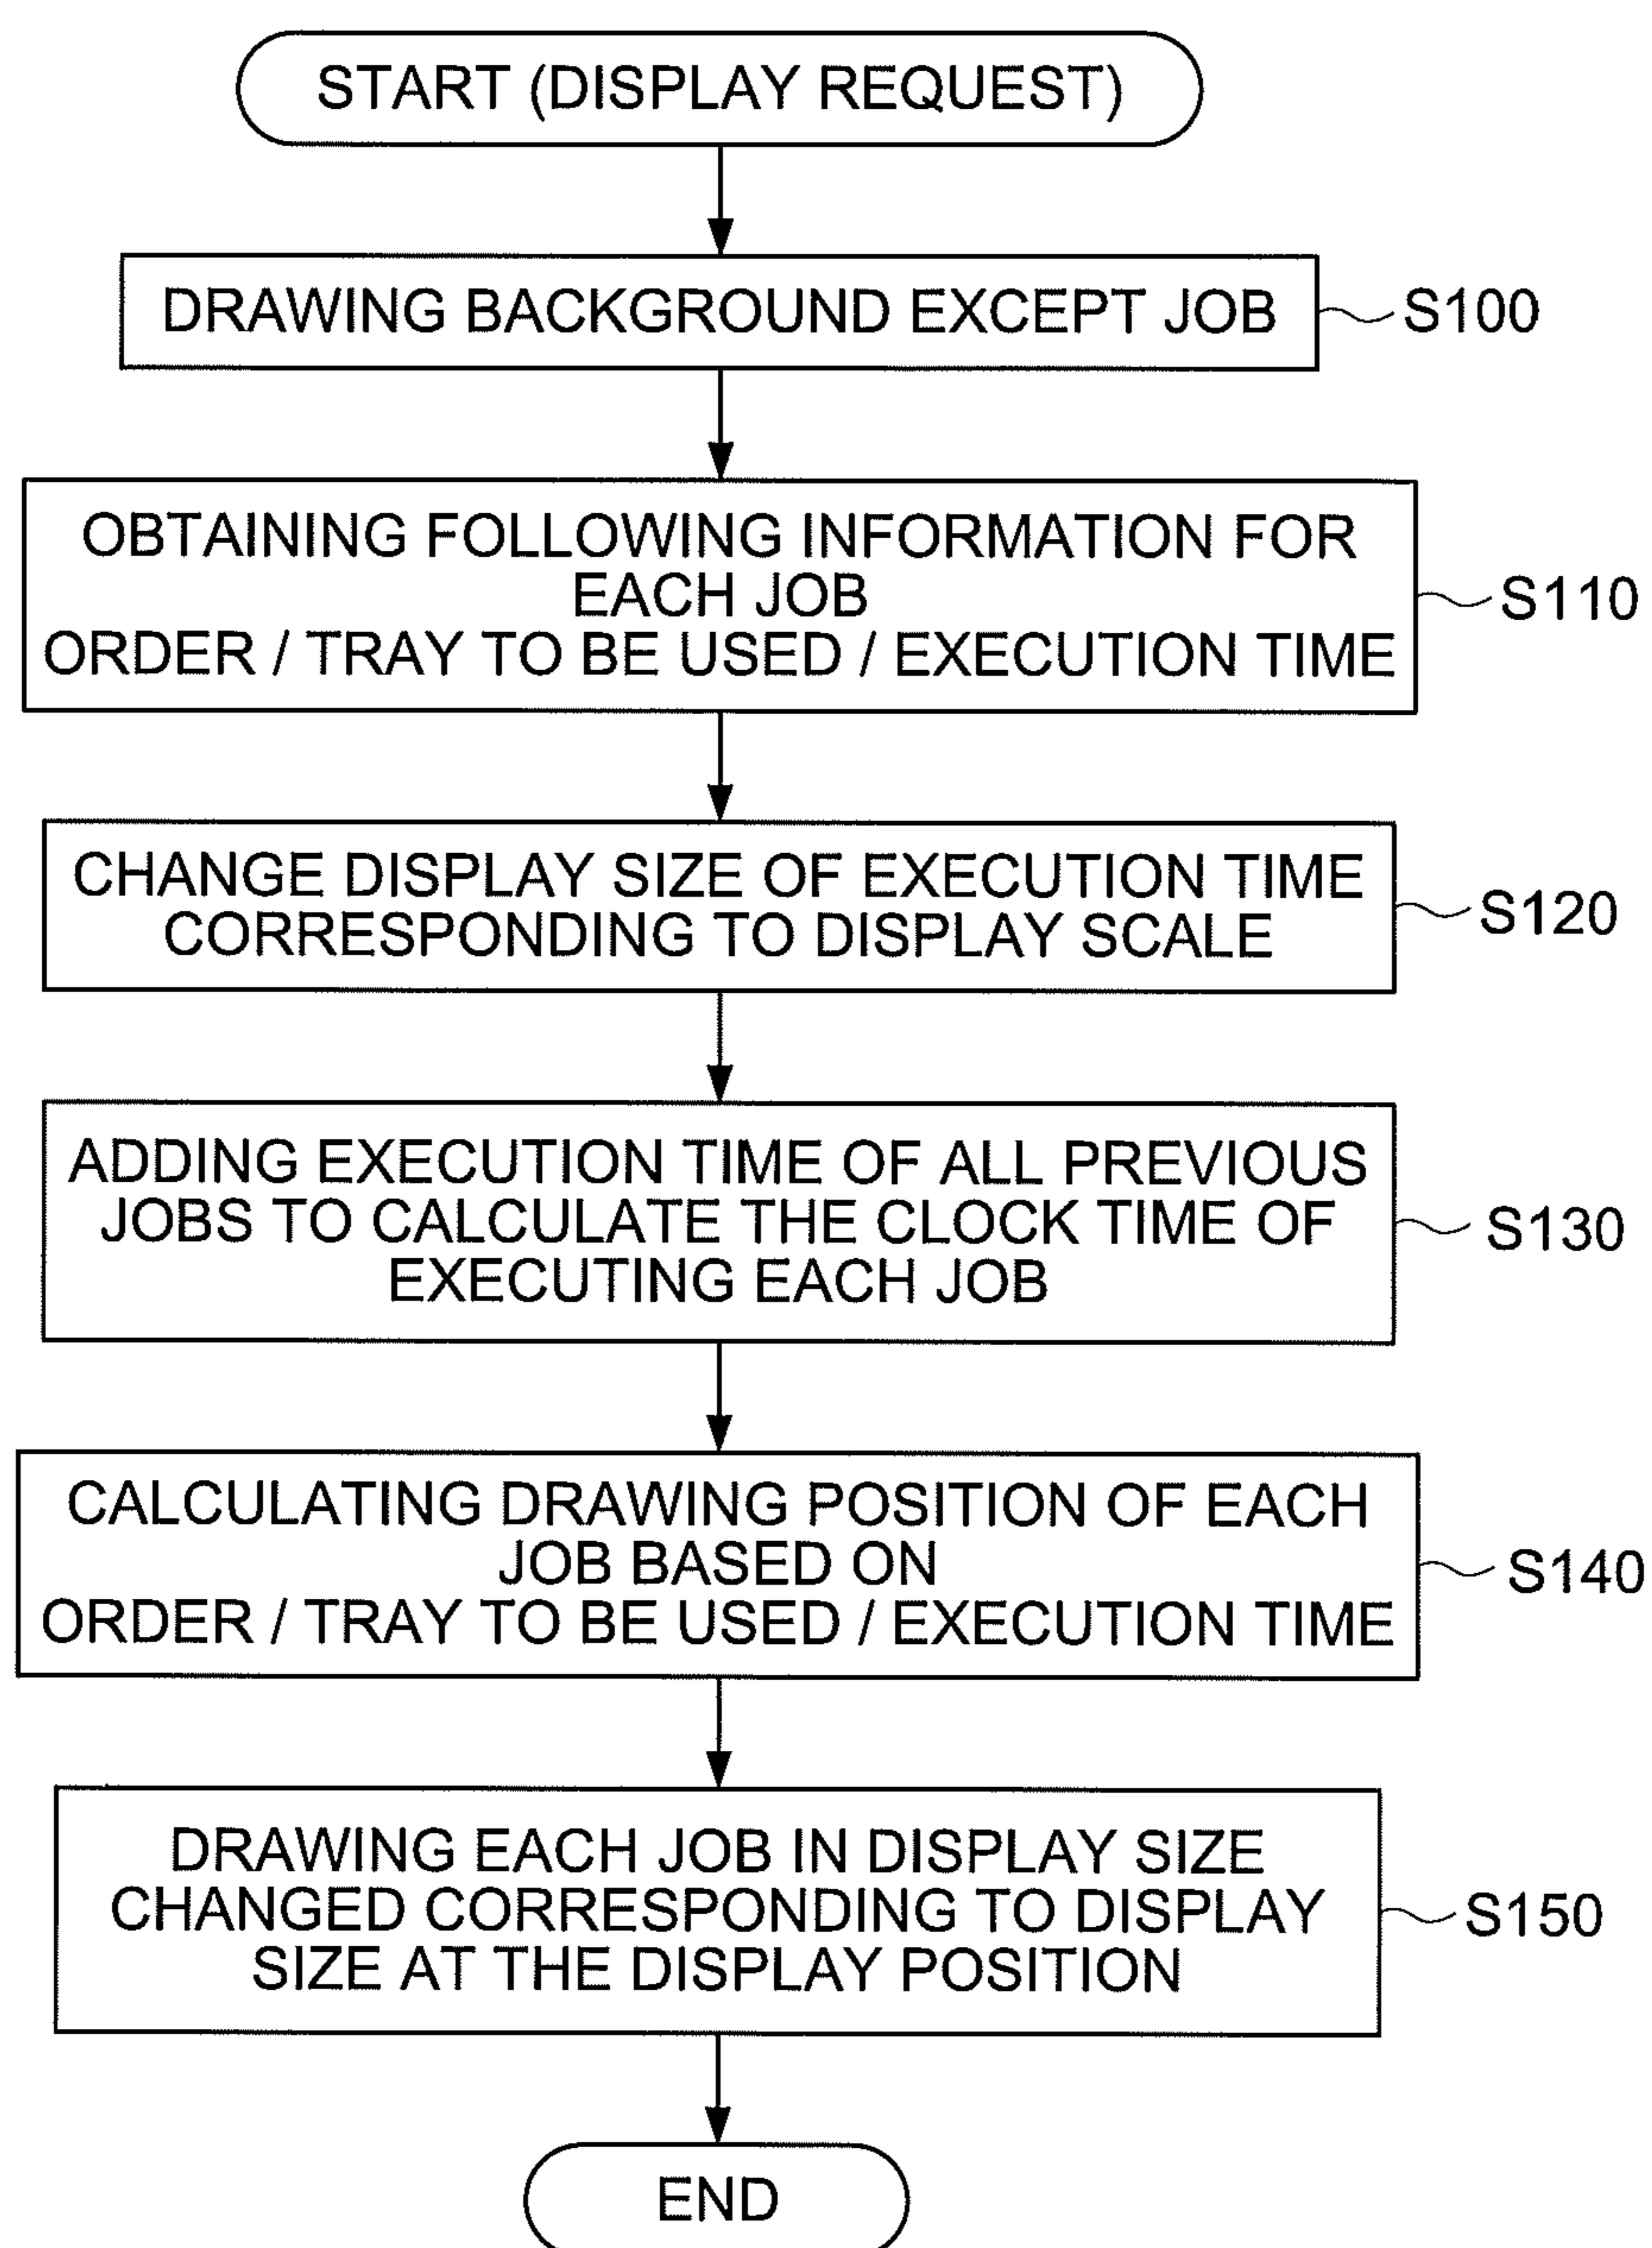 START (DISPLAY REQUEST)
DRAWING BACKGROUND EXCEPT JOB
S100
OBTAINING FOLLOWING INFORMATION FOR
EACH JOB
ORDER / TRAY TO BE USED / EXECUTION TIME
S110
CHANGE DISPLAY SIZE OF EXECUTION TIME
CORRESPONDING TO DISPLAY SCALE
S120
ADDING EXECUTION TIME OF ALL PREVIOUS
JOBS TO CALCULATE THE CLOCK TIME OF
EXECUTING EACH JOB
S130
CALCULATING DRAWING POSITION OF EACH
JOB BASED ON
ORDER / TRAY TO BE USED / EXECUTION TIME
S140
DRAWING EACH JOB IN DISPLAY SIZE
CHANGED CORRESPONDING TO DISPLAY
SIZE AT THE DISPLAY POSITION
S150
END